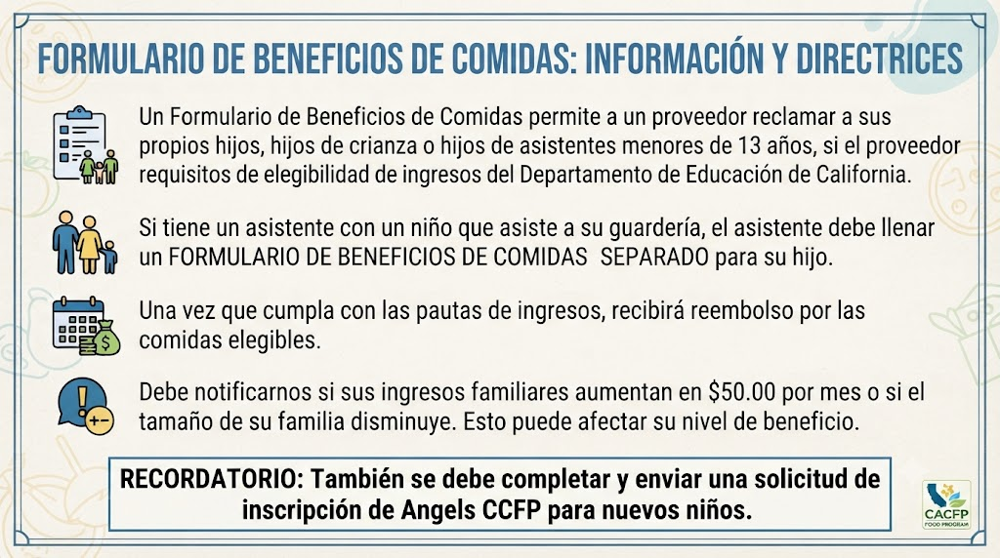 FORMULARIO DE BENEFICIOS DE COMIDAS: INFORMACIÓN Y DIRECTRICES
Un Formulario de Beneficios de Comidas permite a un proveedor reclamar a sus
propios hijos, hijos de crianza o hijos de asistentes menores de 13 años, si el proveedor
requisitos de elegibilidad de ingresos del Departamento de Educación de California.
Si tiene un asistente con un niño que asiste a su guardería, el asistente debe llenar
un FORMULARIO DE BENEFICIOS DE COMIDAS SEPARADO para su hijo.
Una vez que cumpla con las pautas de ingresos, recibirá reembolso por las
comidas elegibles.
Debe notificarnos si sus ingresos familiares aumentan en $50.00 por mes o si el
tamaño de su familia disminuye. Esto puede afectar su nivel de beneficio.
RECORDATORIO: También se debe completar y enviar una solicitud de
inscripción de Angels CCFP para nuevos niños.
CACFP
FOOD PROGRAM